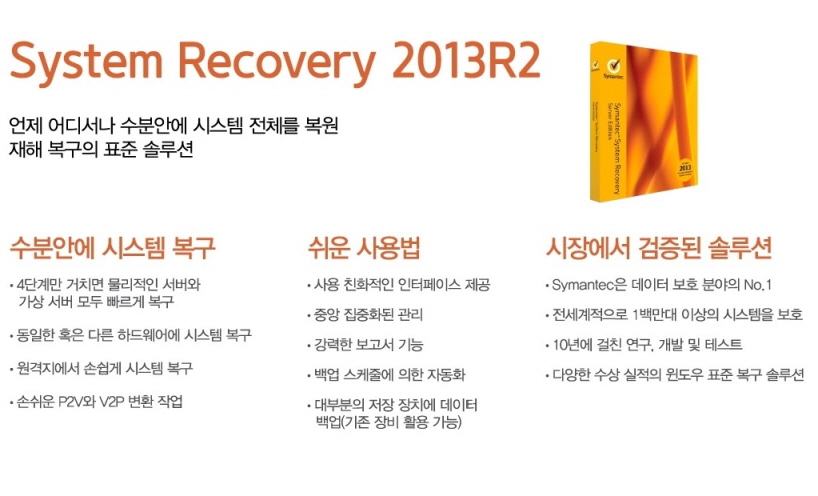 System Recovery 2013R2
언제 어디서나 수분안에 시스템 전체를 복원
재해 복구의 표준 솔루션
Symantec
Symantec System Recovery
Server Edition
2013
수분안에 시스템 복구
• 4단계만 거치면 물리적인 서버와
가상 서버 모두 빠르게 복구
• 동일한 혹은 다른 하드웨어에 시스템 복구
• 원격지에서 손쉽게 시스템 복구
• 손쉬운 P2V와 V2P 변환 작업
쉬운 사용법
• 사용 친화적인 인터페이스 제공
• 중앙 집중화된 관리
• 강력한 보고서 기능
• 백업 스케줄에 의한 자동화
• 대부분의 저장 장치에 데이터
백업(기존 장비 활용 가능)
시장에서 검증된 솔루션
• Symantec은 데이터 보호 분야의 No.1
• 전세계적으로 1백만대 이상의 시스템을 보호
• 10년에 걸친 연구, 개발 및 테스트
• 다양한 수상 실적의 윈도우 표준 복구 솔루션